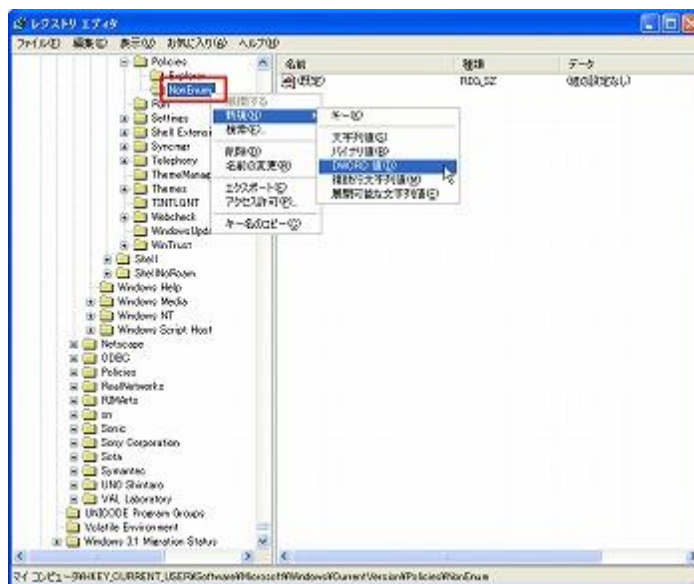 レジストリ エディタ
ファイル(F) 編集(E) 表示(V) お気に入り(A) ヘルプ(H)
名前 種類 データ
(既定) REG_SZ (値の設定なし)
Policies
Explorer
NonEnum
Run
Settings
Shell Extensi
Syncmgr
Telephony
ThemeManag
Themes
TINTLGNT
Webcheck
WindowsUpda
WinTrust
Shell
ShellNoRoam
Windows Help
Windows Media
Windows NT
Windows Script Host
Netscape
ODBC
Policies
RealNetworks
RIMArts
sn
Sonic
Sony Corporation
Sota
Symantec
UNO Shintaro
VAL Laboratory
UNICODE Program Groups
Volatile Environment
Windows 3.1 Migration Status
展開する
新規(N)
検索(F)...
削除(D)
名前の変更(R)
エクスポート(E)
アクセス許可(P)...
キー名のコピー(C)
キー(K)
文字列値(S)
バイナリ値(B)
DWORD 値(D)
複数行文字列値(M)
展開可能な文字列値(E)
マイ コンピュータ¥HKEY_CURRENT_USER¥Software¥Microsoft¥Windows¥CurrentVersion¥Policies¥NonEnum